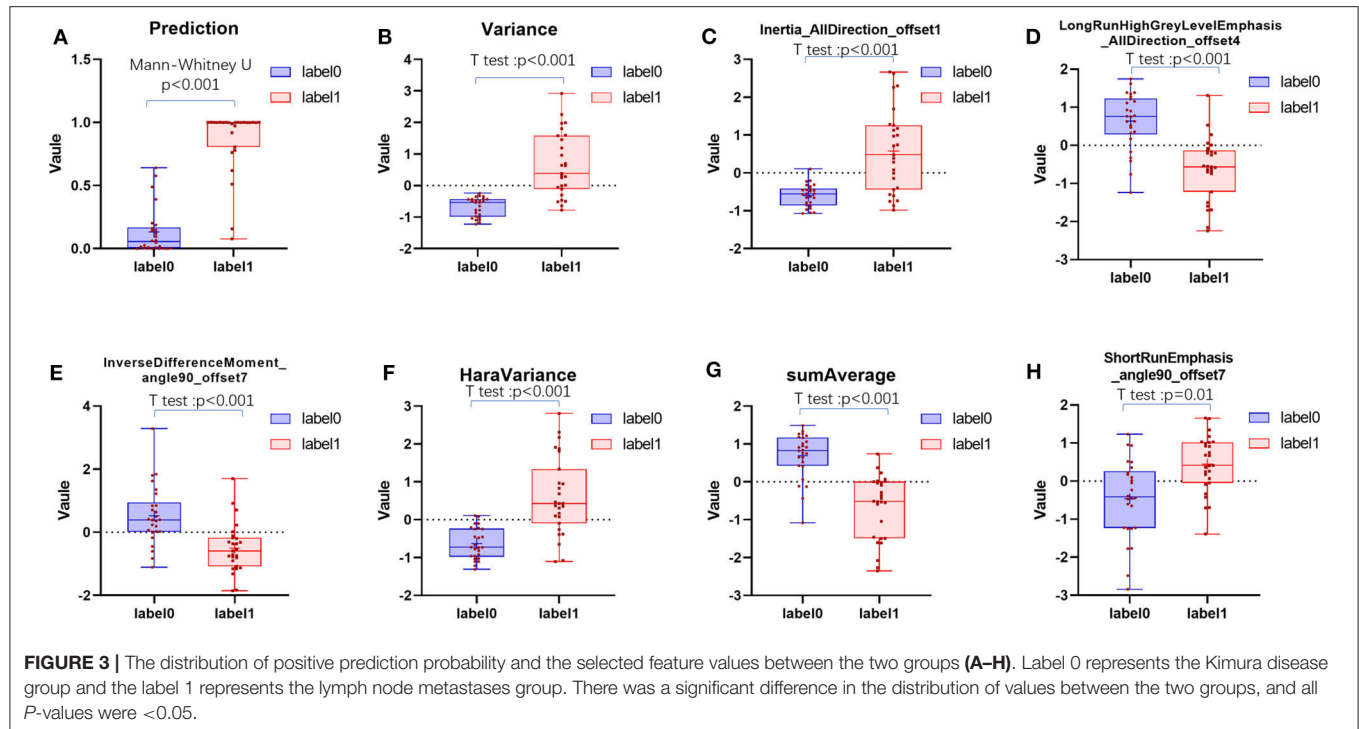 A
Prediction
Mann-Whitney U
p<0.001
label0
label1
Vaule
1.5
1.0
0.5
0.0
label0
label1
B
Variance
T test :p<0.001
label0
label1
Vaule
4
3
2
1
0
-1
-2
label0
label1
C
Inertia_AllDirection_offset1
T test :p<0.001
label0
label1
Vaule
3
2
1
0
-1
-2
label0
label1
D
LongRunHighGreyLevelEmphasis
_AllDirection_offset4
T test :p<0.001
label0
label1
Vaule
2
1
0
-1
-2
-3
label0
label1
E
InverseDifferenceMoment_
angle90_offset7
T test :p<0.001
label0
label1
Vaule
4
2
0
-2
label0
label1
F
HaraVariance
T test :p<0.001
label0
label1
Vaule
3
2
1
0
-1
-2
label0
label1
G
sumAverage
T test :p<0.001
label0
label1
Vaule
2
1
0
-1
-2
-3
label0
label1
H
ShortRunEmphasis
_angle90_offset7
T test :p=0.01
label0
label1
Vaule
2
1
0
-1
-2
-3
label0
label1
FIGURE 3 | The distribution of positive prediction probability and the selected feature values between the two groups (A–H). Label 0 represents the Kimura disease
group and the label 1 represents the lymph node metastases group. There was a significant difference in the distribution of values between the two groups, and all
P-values were <0.05.